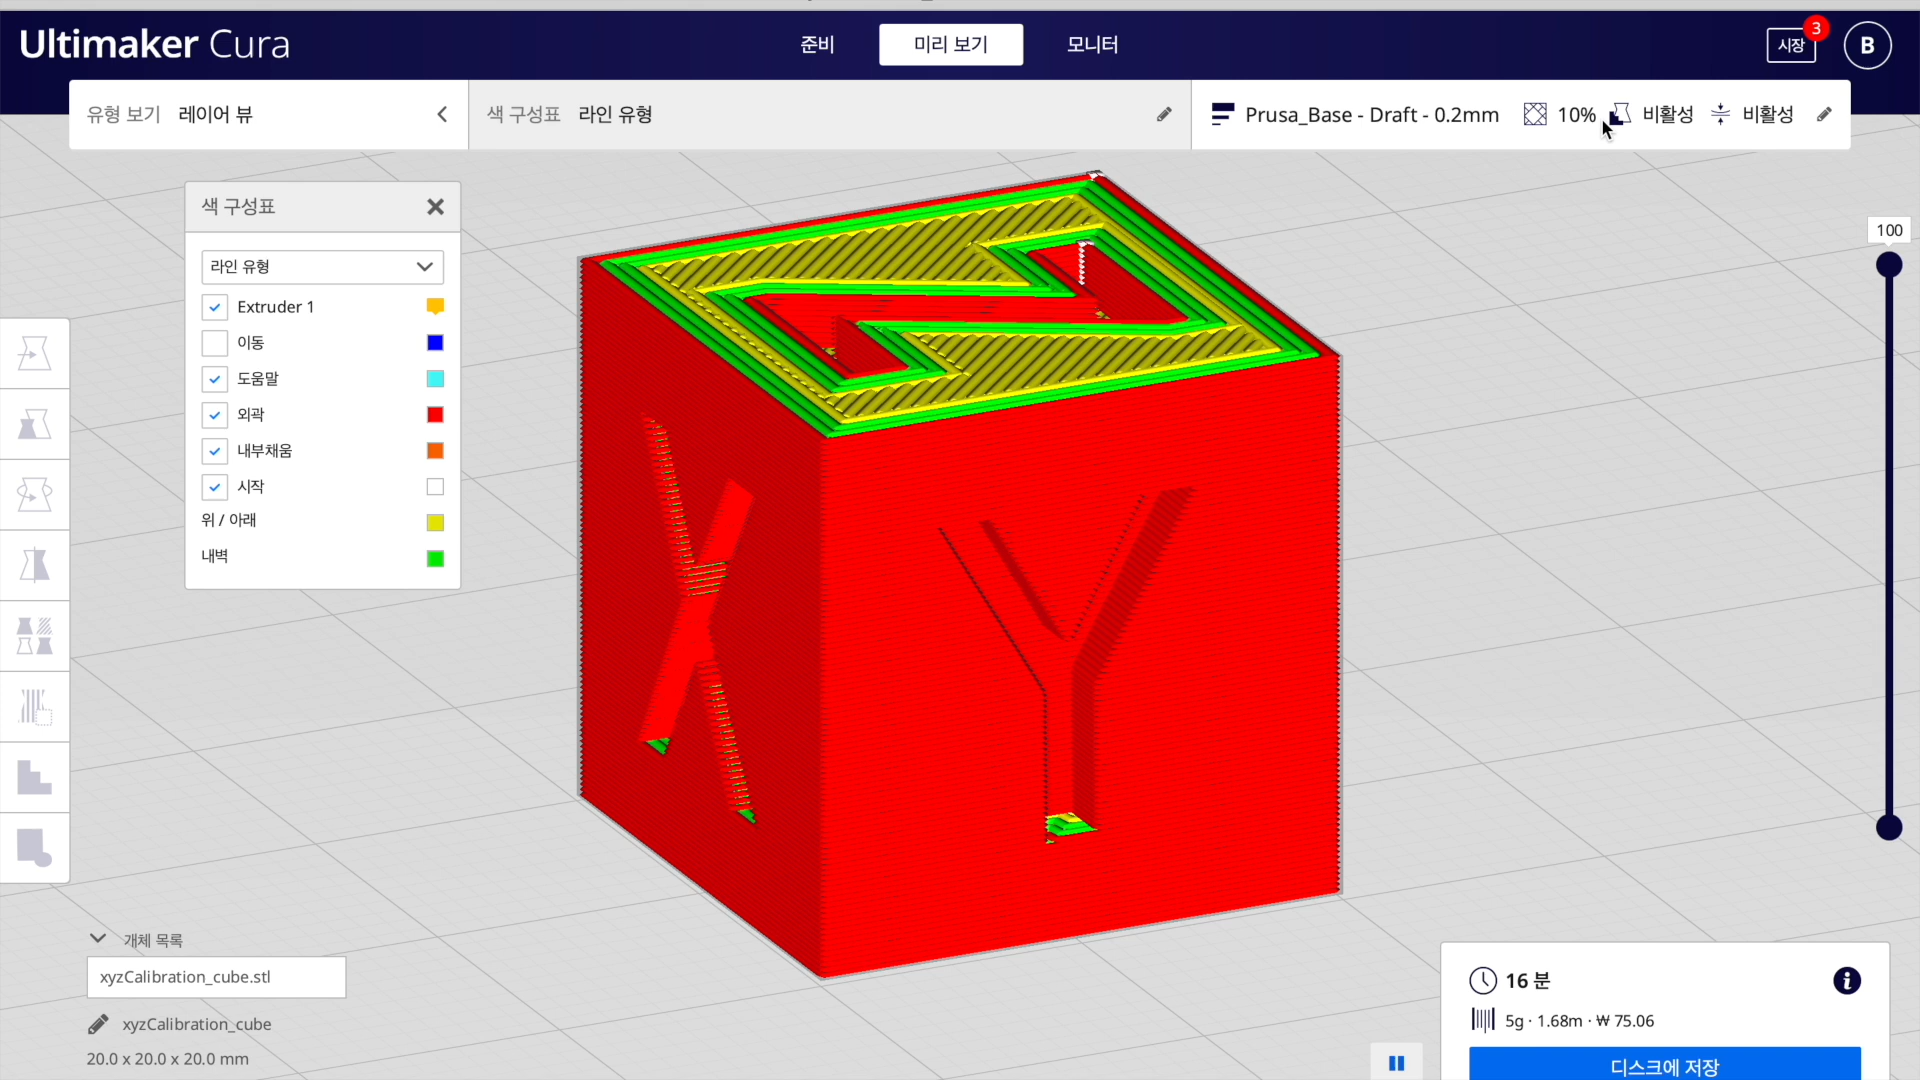 Ultimaker Cura
준비
미리 보기
모니터
시장
3
B
유형 보기 레이어 뷰
색 구성표 라인 유형
Prusa_Base - Draft - 0.2mm
10%
비활성
비활성
색 구성표
라인 유형
Extruder 1
이동
도움말
외곽
내부채움
시작
위 / 아래
내벽
100
X
Y
Z
개체 목록
xyzCalibration_cube.stl
xyzCalibration_cube
20.0 x 20.0 x 20.0 mm
16 분
5g · 1.68m · ₩ 75.06
디스크에 저장